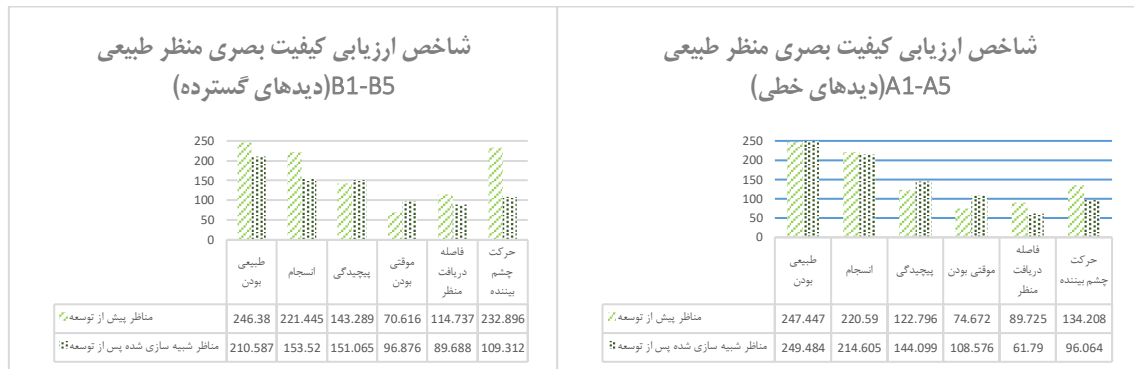 شاخص ارزیابی کیفیت بصری منظر طبیعی
A1-A5(دیدهای خطی)
250
200
150
100
50
0
طبیعی بودن
انسجام
پیچیدگی
موقتی بودن
فاصله دریافت منظر
حرکت چشم بیننده
مناظر پیش از توسعه
247.447 220.59 122.796 74.672 89.725 134.208
مناظر شبیه سازی شده پس از توسعه
249.484 214.605 144.099 108.576 61.79 96.064
شاخص ارزیابی کیفیت بصری منظر طبیعی
B1-B5(دیدهای گسترده)
250
200
150
100
50
0
طبیعی بودن
انسجام
پیچیدگی
موقتی بودن
فاصله دریافت منظر
حرکت چشم بیننده
مناظر پیش از توسعه
246.38 221.445 143.289 70.616 114.737 232.896
مناظر شبیه سازی شده پس از توسعه
210.587 153.52 151.065 96.876 89.688 109.312